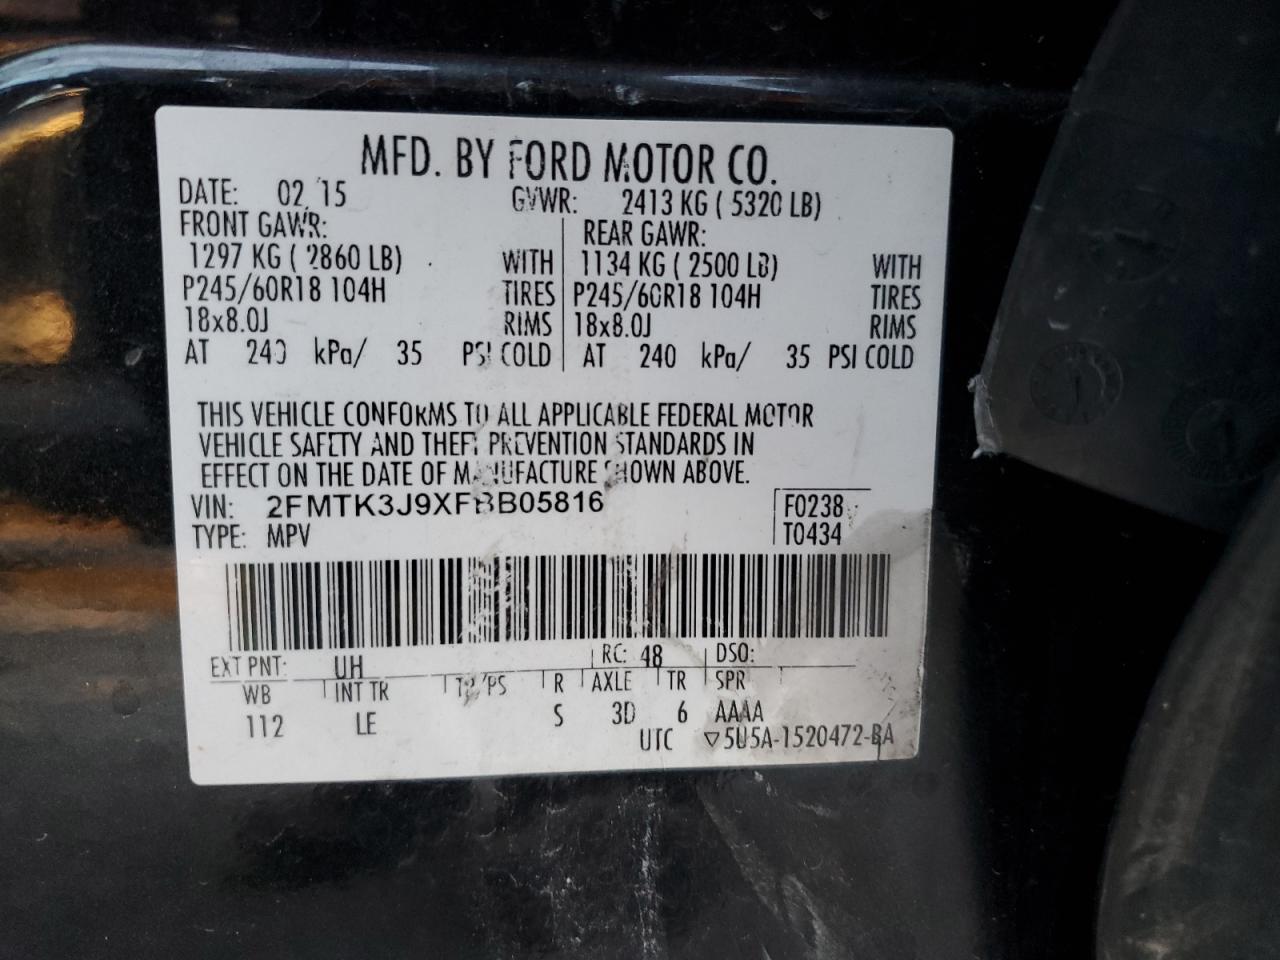 MFD. BY FORD MOTOR CO.
DATE: 02/15 GVWR: 2413 KG ( 5320 LB)
FRONT GAWR: REAR GAWR:
1297 KG ( 2860 LB) WITH 1134 KG ( 2500 LB) WITH
P245/60R18 104H TIRES P245/60R18 104H TIRES
18x8.0J RIMS 18x8.0J RIMS
AT 240 kPa/ 35 PSI COLD AT 240 kPa/ 35 PSI COLD
THIS VEHICLE CONFORMS TO ALL APPLICABLE FEDERAL MOTOR
VEHICLE SAFETY AND THEFT PREVENTION STANDARDS IN
EFFECT ON THE DATE OF MANUFACTURE SHOWN ABOVE.
VIN: 2FMTK3J9XFBB05816 F0238
TYPE: MPV T0434
EXT PNT: UH RC: 48 DSO:
WB INT TR TP/PS R AXLE TR SPR
112 LE S 3D 6 AAAA
UTC ▽5U5A-1520472-BA